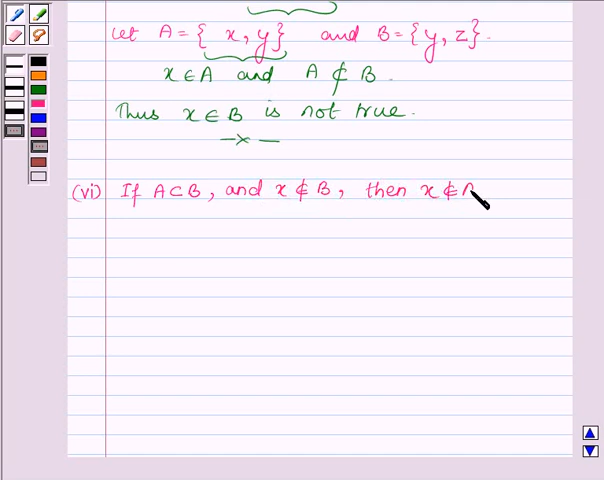 Let A = { x, y } and B = {y, z}.
x ∈ A and A ⊄ B.
Thus x ∈ B is not true.
(vi) If A ⊂ B, and x ∉ B, then x ∉ A